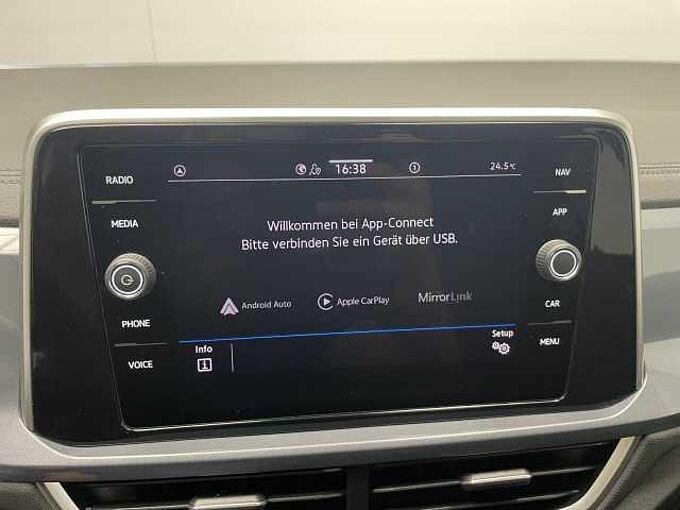 RADIO
MEDIA
PHONE
VOICE
16:38
24.5°C
Willkommen bei App-Connect
Bitte verbinden Sie ein Gerät über USB.
Android Auto
Apple CarPlay
MirrorLink
Info
Setup
NAV
APP
CAR
MENU